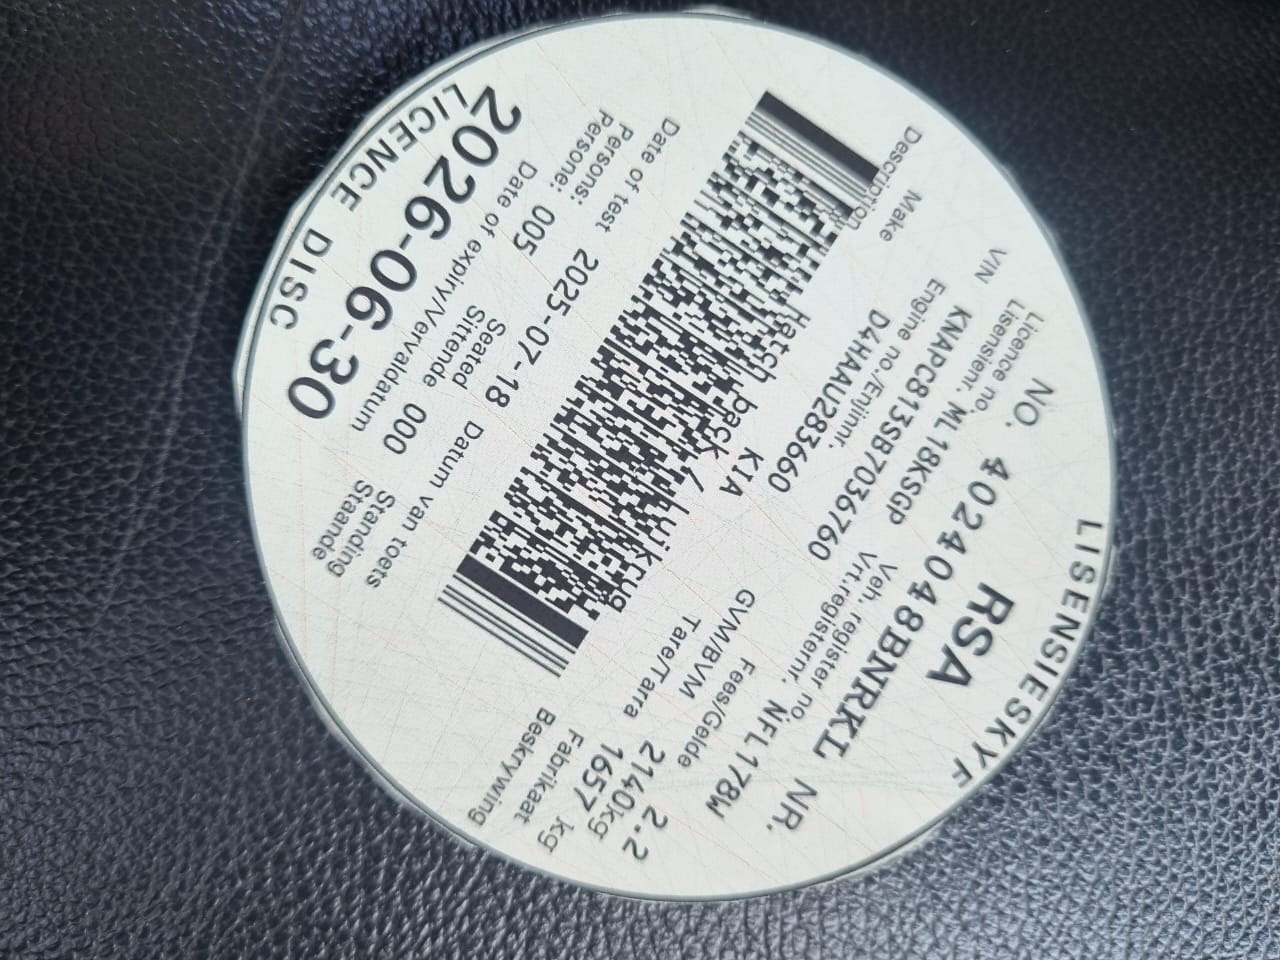 LISENSIESKYF
RSA
NO. 4024048BNRKL NR.
Licence no. ML18KSGP Veh. register no. NFL178W
Lisensienr. Vrt.registernr.
VIN KNAPC813SB7036760 Fees/Gelde 2.2
Engine no./Enjinnr. D4HAAU283660 GVM/BVM 2140kg
Make KIA Tare/Tarra 1657 kg
Fabrikaat
Description Hatch back / Luikrug Beskrywing
Date of test 2025-07-18 Datum van toets
Persons: 005 Seated 000 Standing
Persone: Sittende Staande
Date of expiry/Vervaldatum
2026-06-30
LICENCE DISC